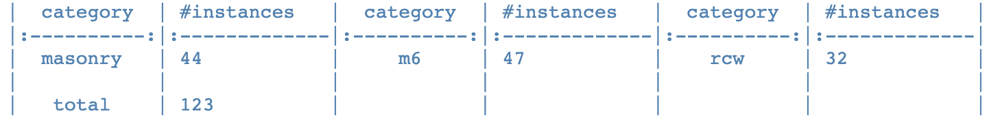 |  category  | #instances  |  category  | #instances  |  category  | #instances  |
|:----------:|:-------------|:----------:|:-------------|:----------:|:-------------|
|  masonry   | 44          |     m6     | 47          |    rcw     | 32          |
|            |             |            |             |            |             |
|   total    | 123         |            |             |            |             |